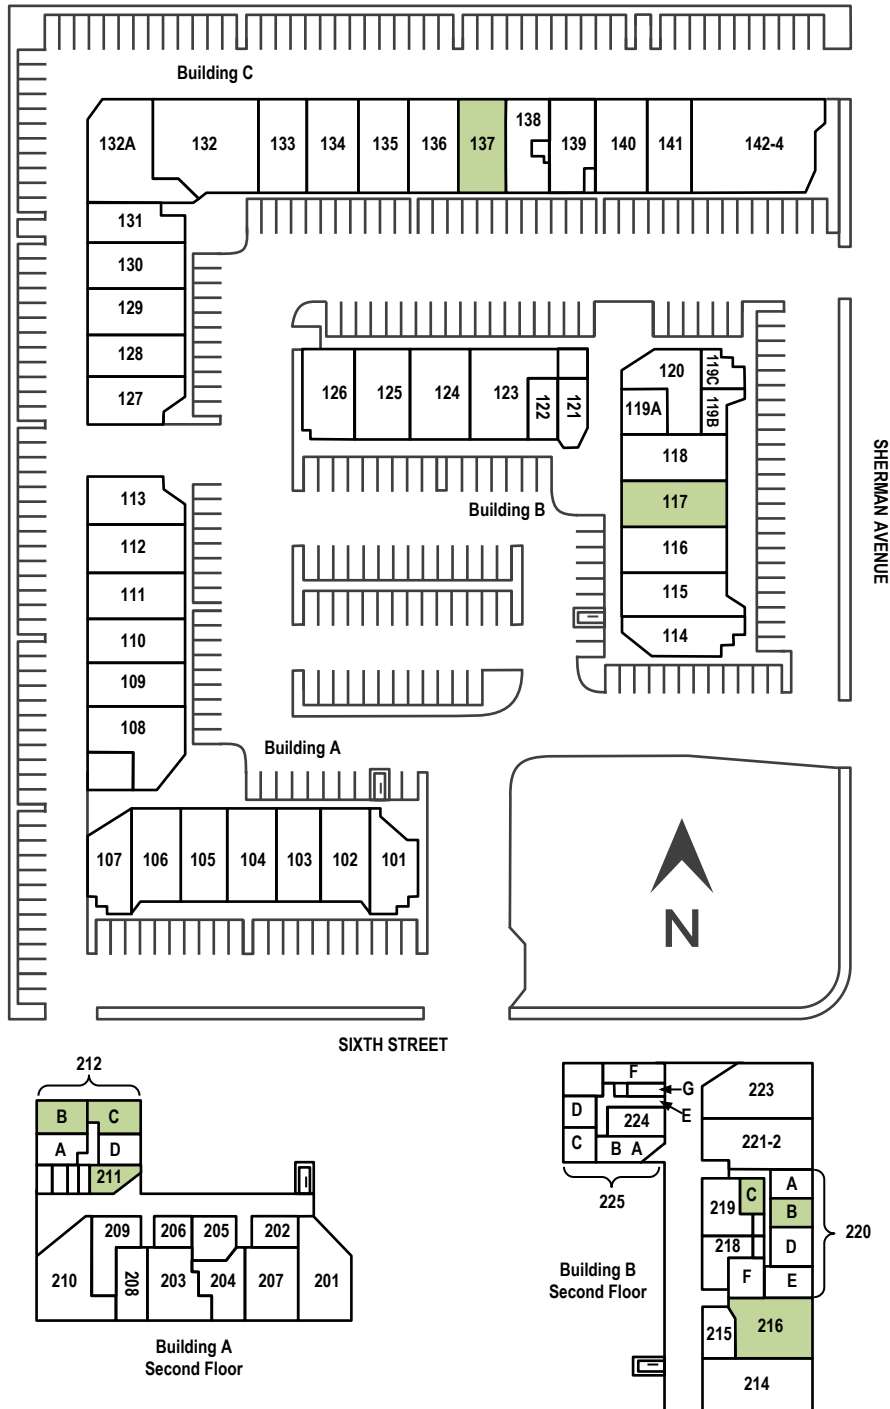 Building C
132A
132
133
134
135
136
137
138
139
140
141
142-4
131
130
129
128
127
126
125
124
123
122
121
120
119C
119A
119B
118
117
116
115
114
Building B
SHERMAN AVENUE
113
112
111
110
109
108
Building A
107
106
105
104
103
102
101
N
SIXTH STREET
212
B
C
A
D
211
209
206
205
202
210
208
203
204
207
201
Building A
Second Floor
F
G
D
E
224
C
B A
225
223
221-2
A
C
B
219
220
218
D
F
E
Building B
Second Floor
215
216
214